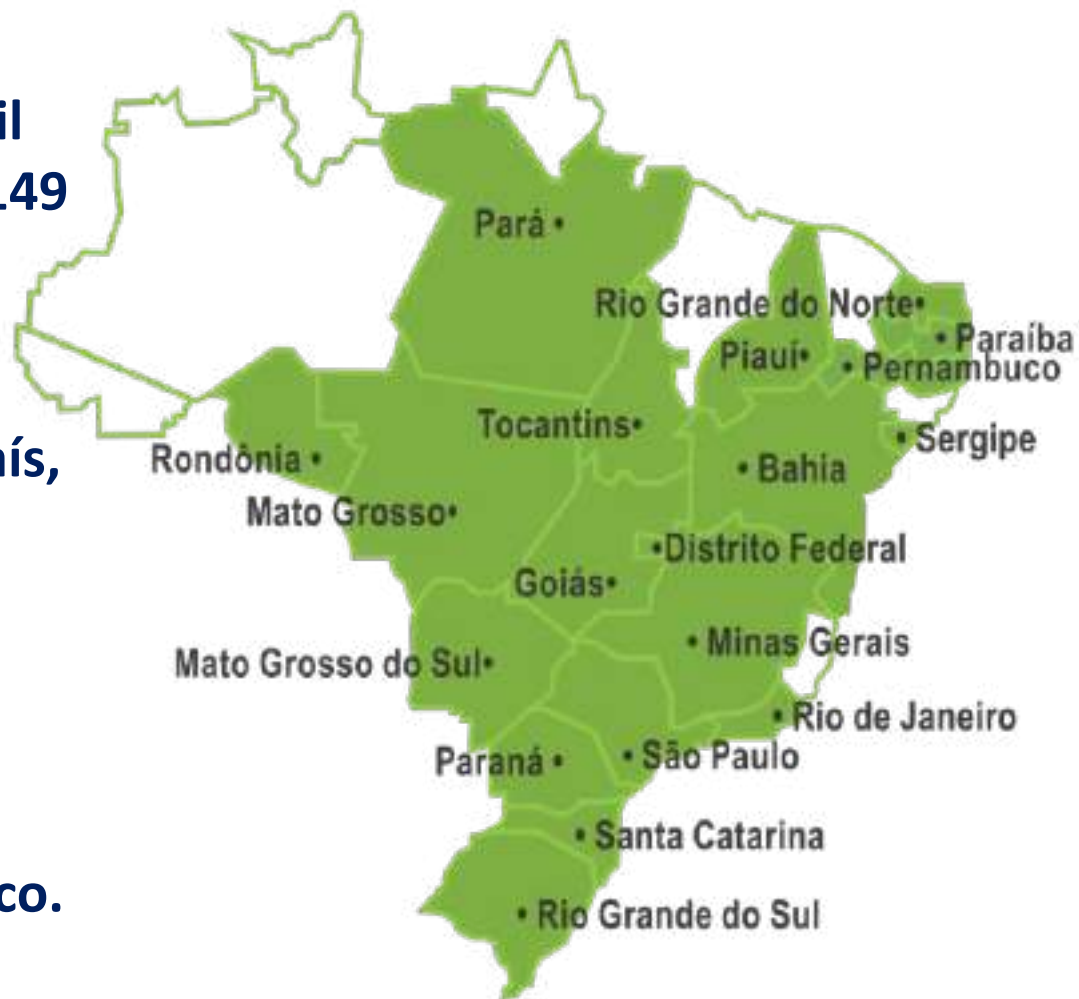 il
149
Pará
Rio Grande do Norte
Paraíba
Piauí
Pernambuco
Tocantins
Sergipe
Rondônia
ís,
Bahia
Mato Grosso
Distrito Federal
Goiás
Minas Gerais
Mato Grosso do Sul
Rio de Janeiro
São Paulo
Paraná
Santa Catarina
co.
Rio Grande do Sul